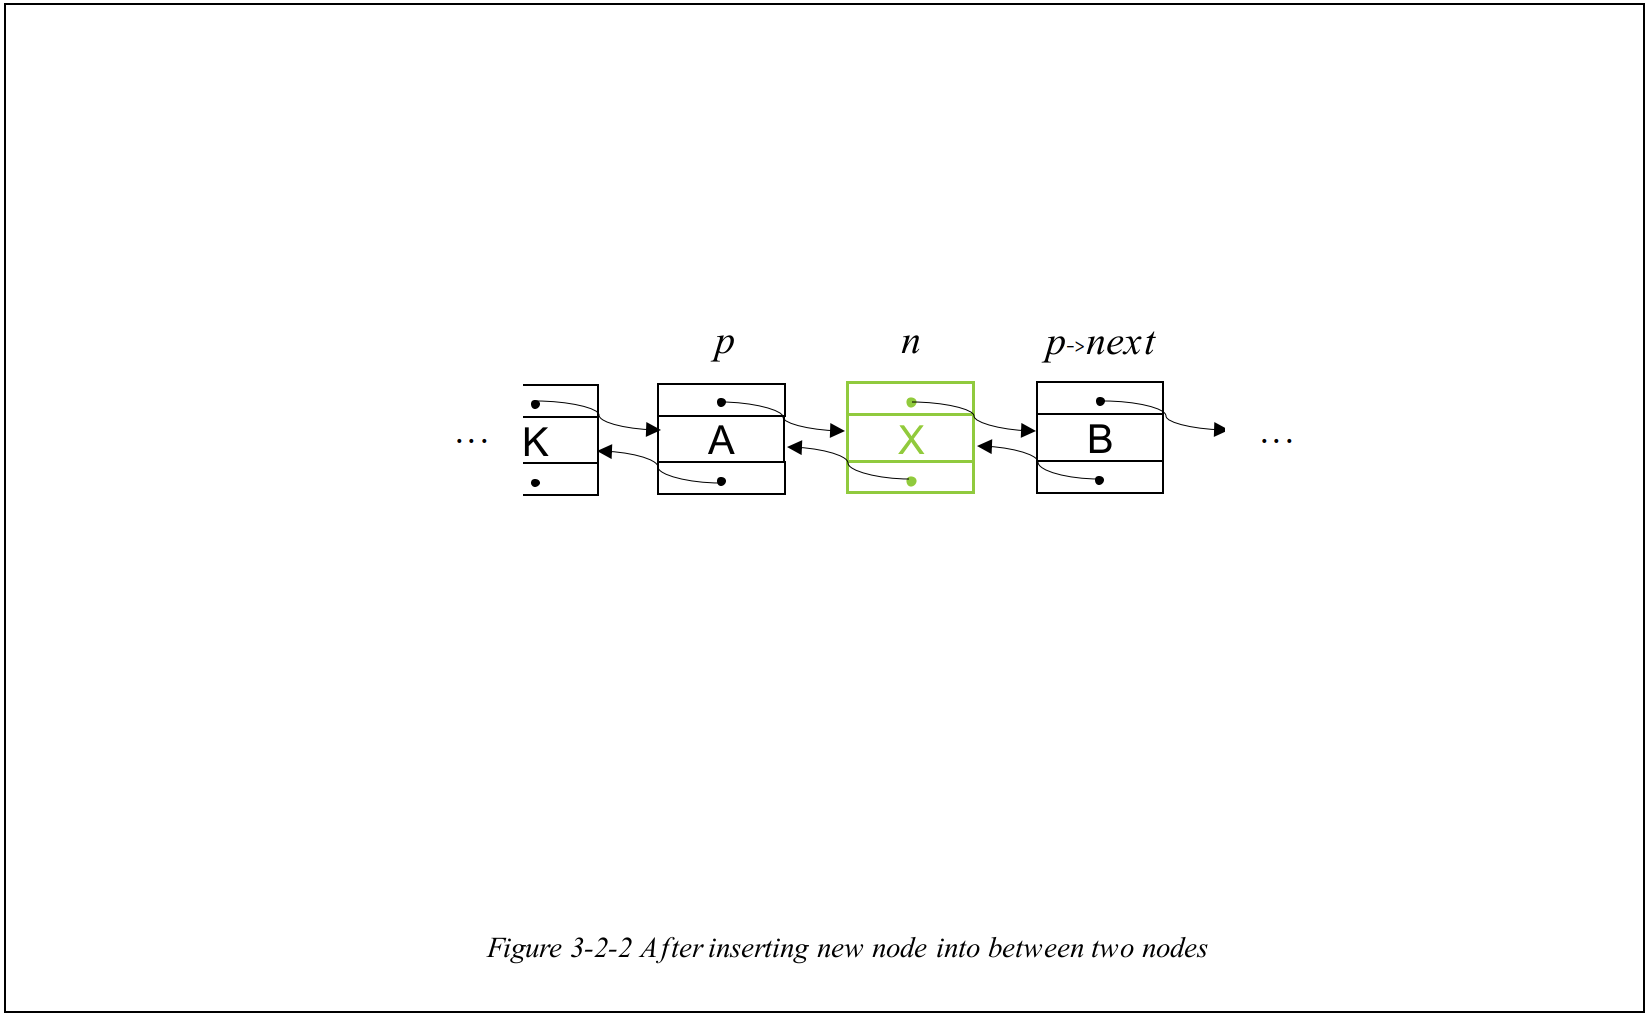 p n p->next
... K A X B ...
Figure 3-2-2 After inserting new node into between two nodes